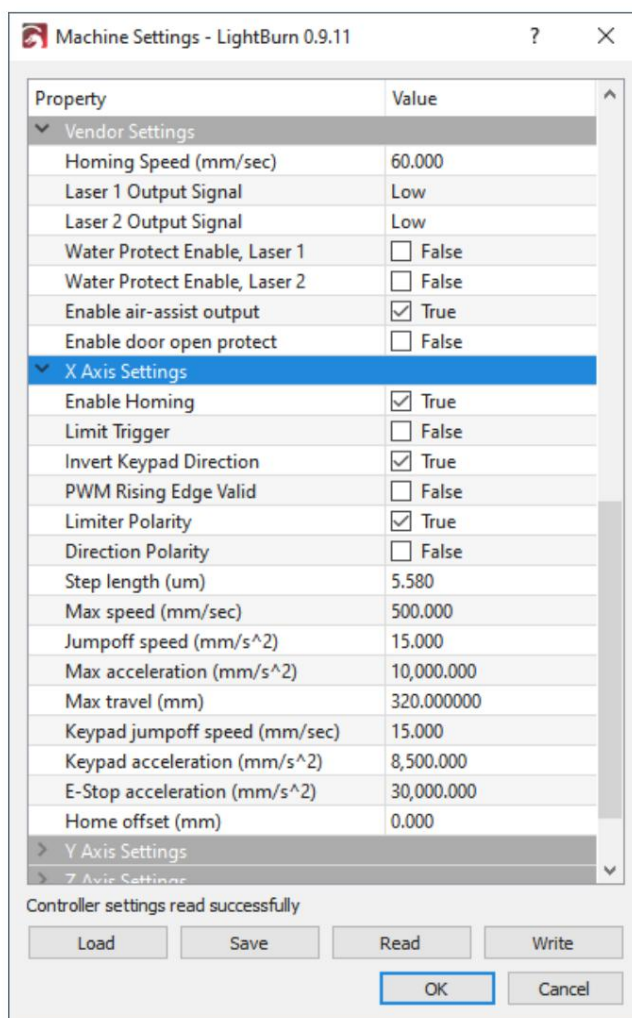 Machine Settings - LightBurn 0.9.11 ?
Property Value
Vendor Settings
Homing Speed (mm/sec) 60.000
Laser 1 Output Signal Low
Laser 2 Output Signal Low
Water Protect Enable, Laser 1 False
Water Protect Enable, Laser 2 False
Enable air-assist output True
Enable door open protect False
X Axis Settings
Enable Homing True
Limit Trigger False
Invert Keypad Direction True
PWM Rising Edge Valid False
Limiter Polarity True
Direction Polarity False
Step length (um) 5.580
Max speed (mm/sec) 500.000
Jumpoff speed (mm/s^2) 15.000
Max acceleration (mm/s^2) 10,000.000
Max travel (mm) 320.000000
Keypad jumpoff speed (mm/sec) 15.000
Keypad acceleration (mm/s^2) 8,500.000
E-Stop acceleration (mm/s^2) 30,000.000
Home offset (mm) 0.000
Y Axis Settings
Z Axis Settings
Controller settings read successfully
Load Save Read Write
OK Cancel